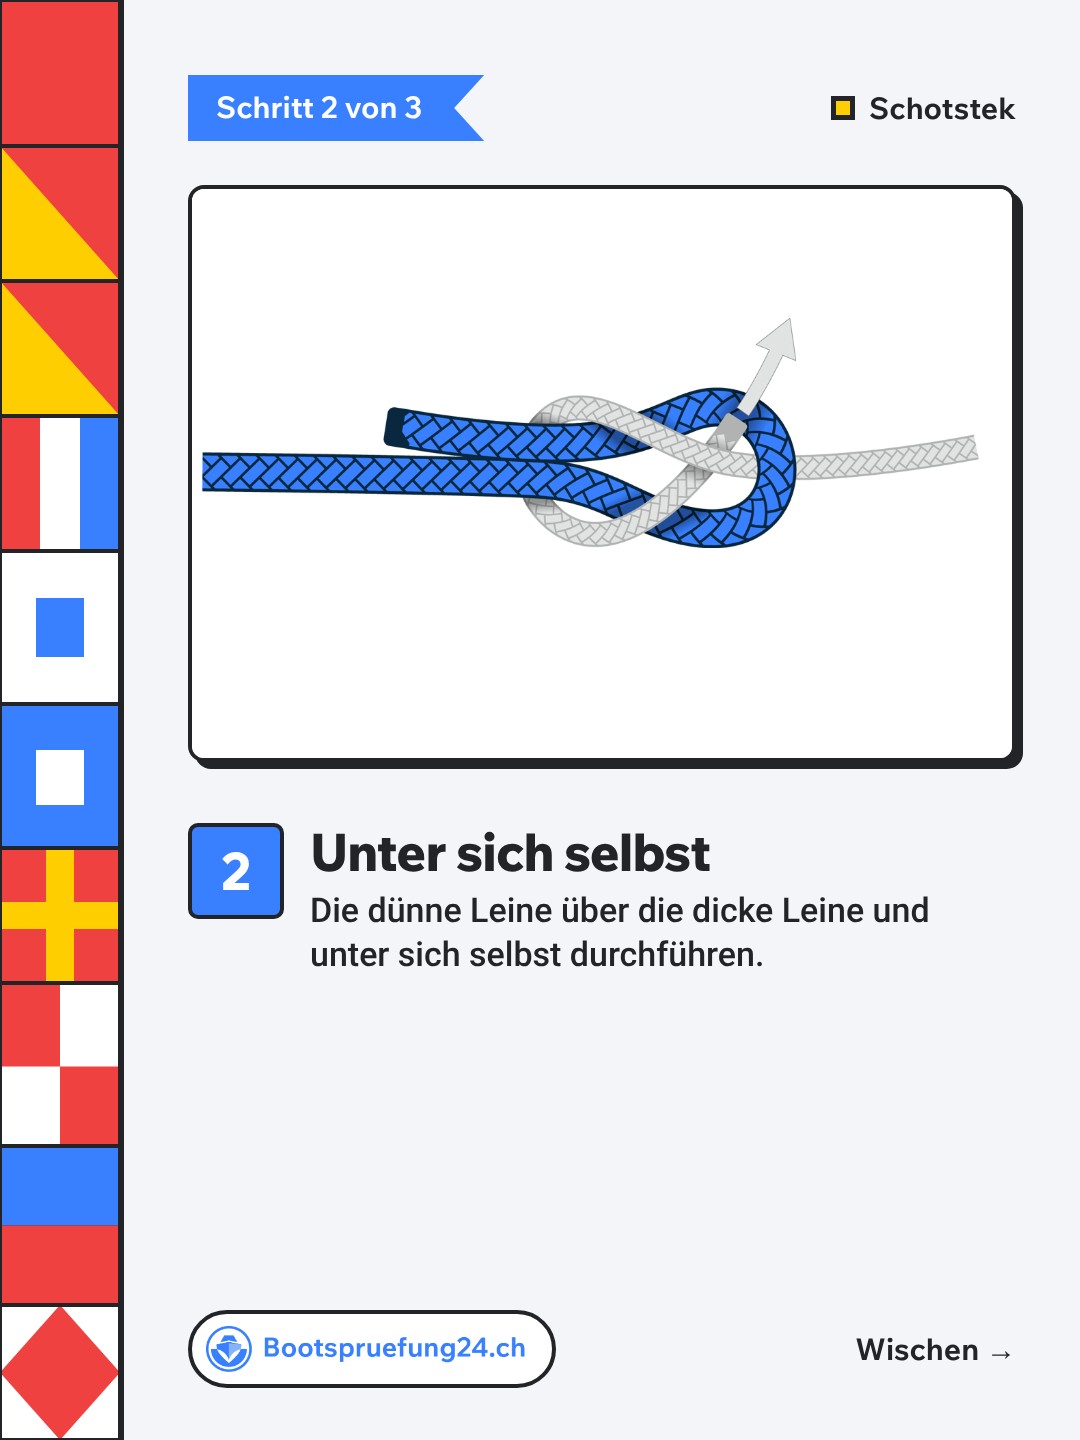 Schritt 2 von 3
Schotstek
2
Unter sich selbst
Die dünne Leine über die dicke Leine und
unter sich selbst durchführen.
Bootspruefung24.ch
Wischen →